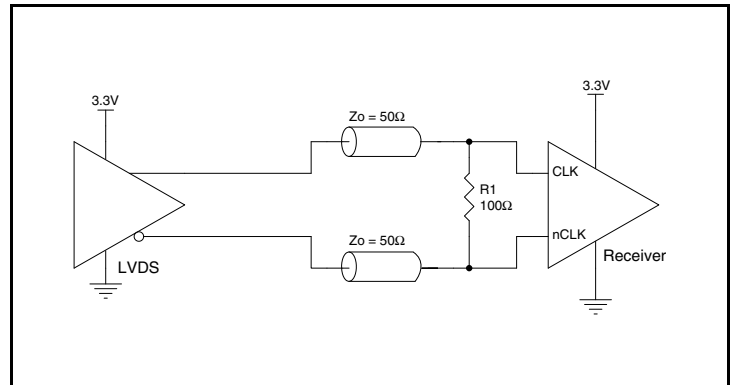 3.3V
3.3V
Zo = 50Ω
CLK
R1
100Ω
nCLK
Zo = 50Ω
LVDS
Receiver